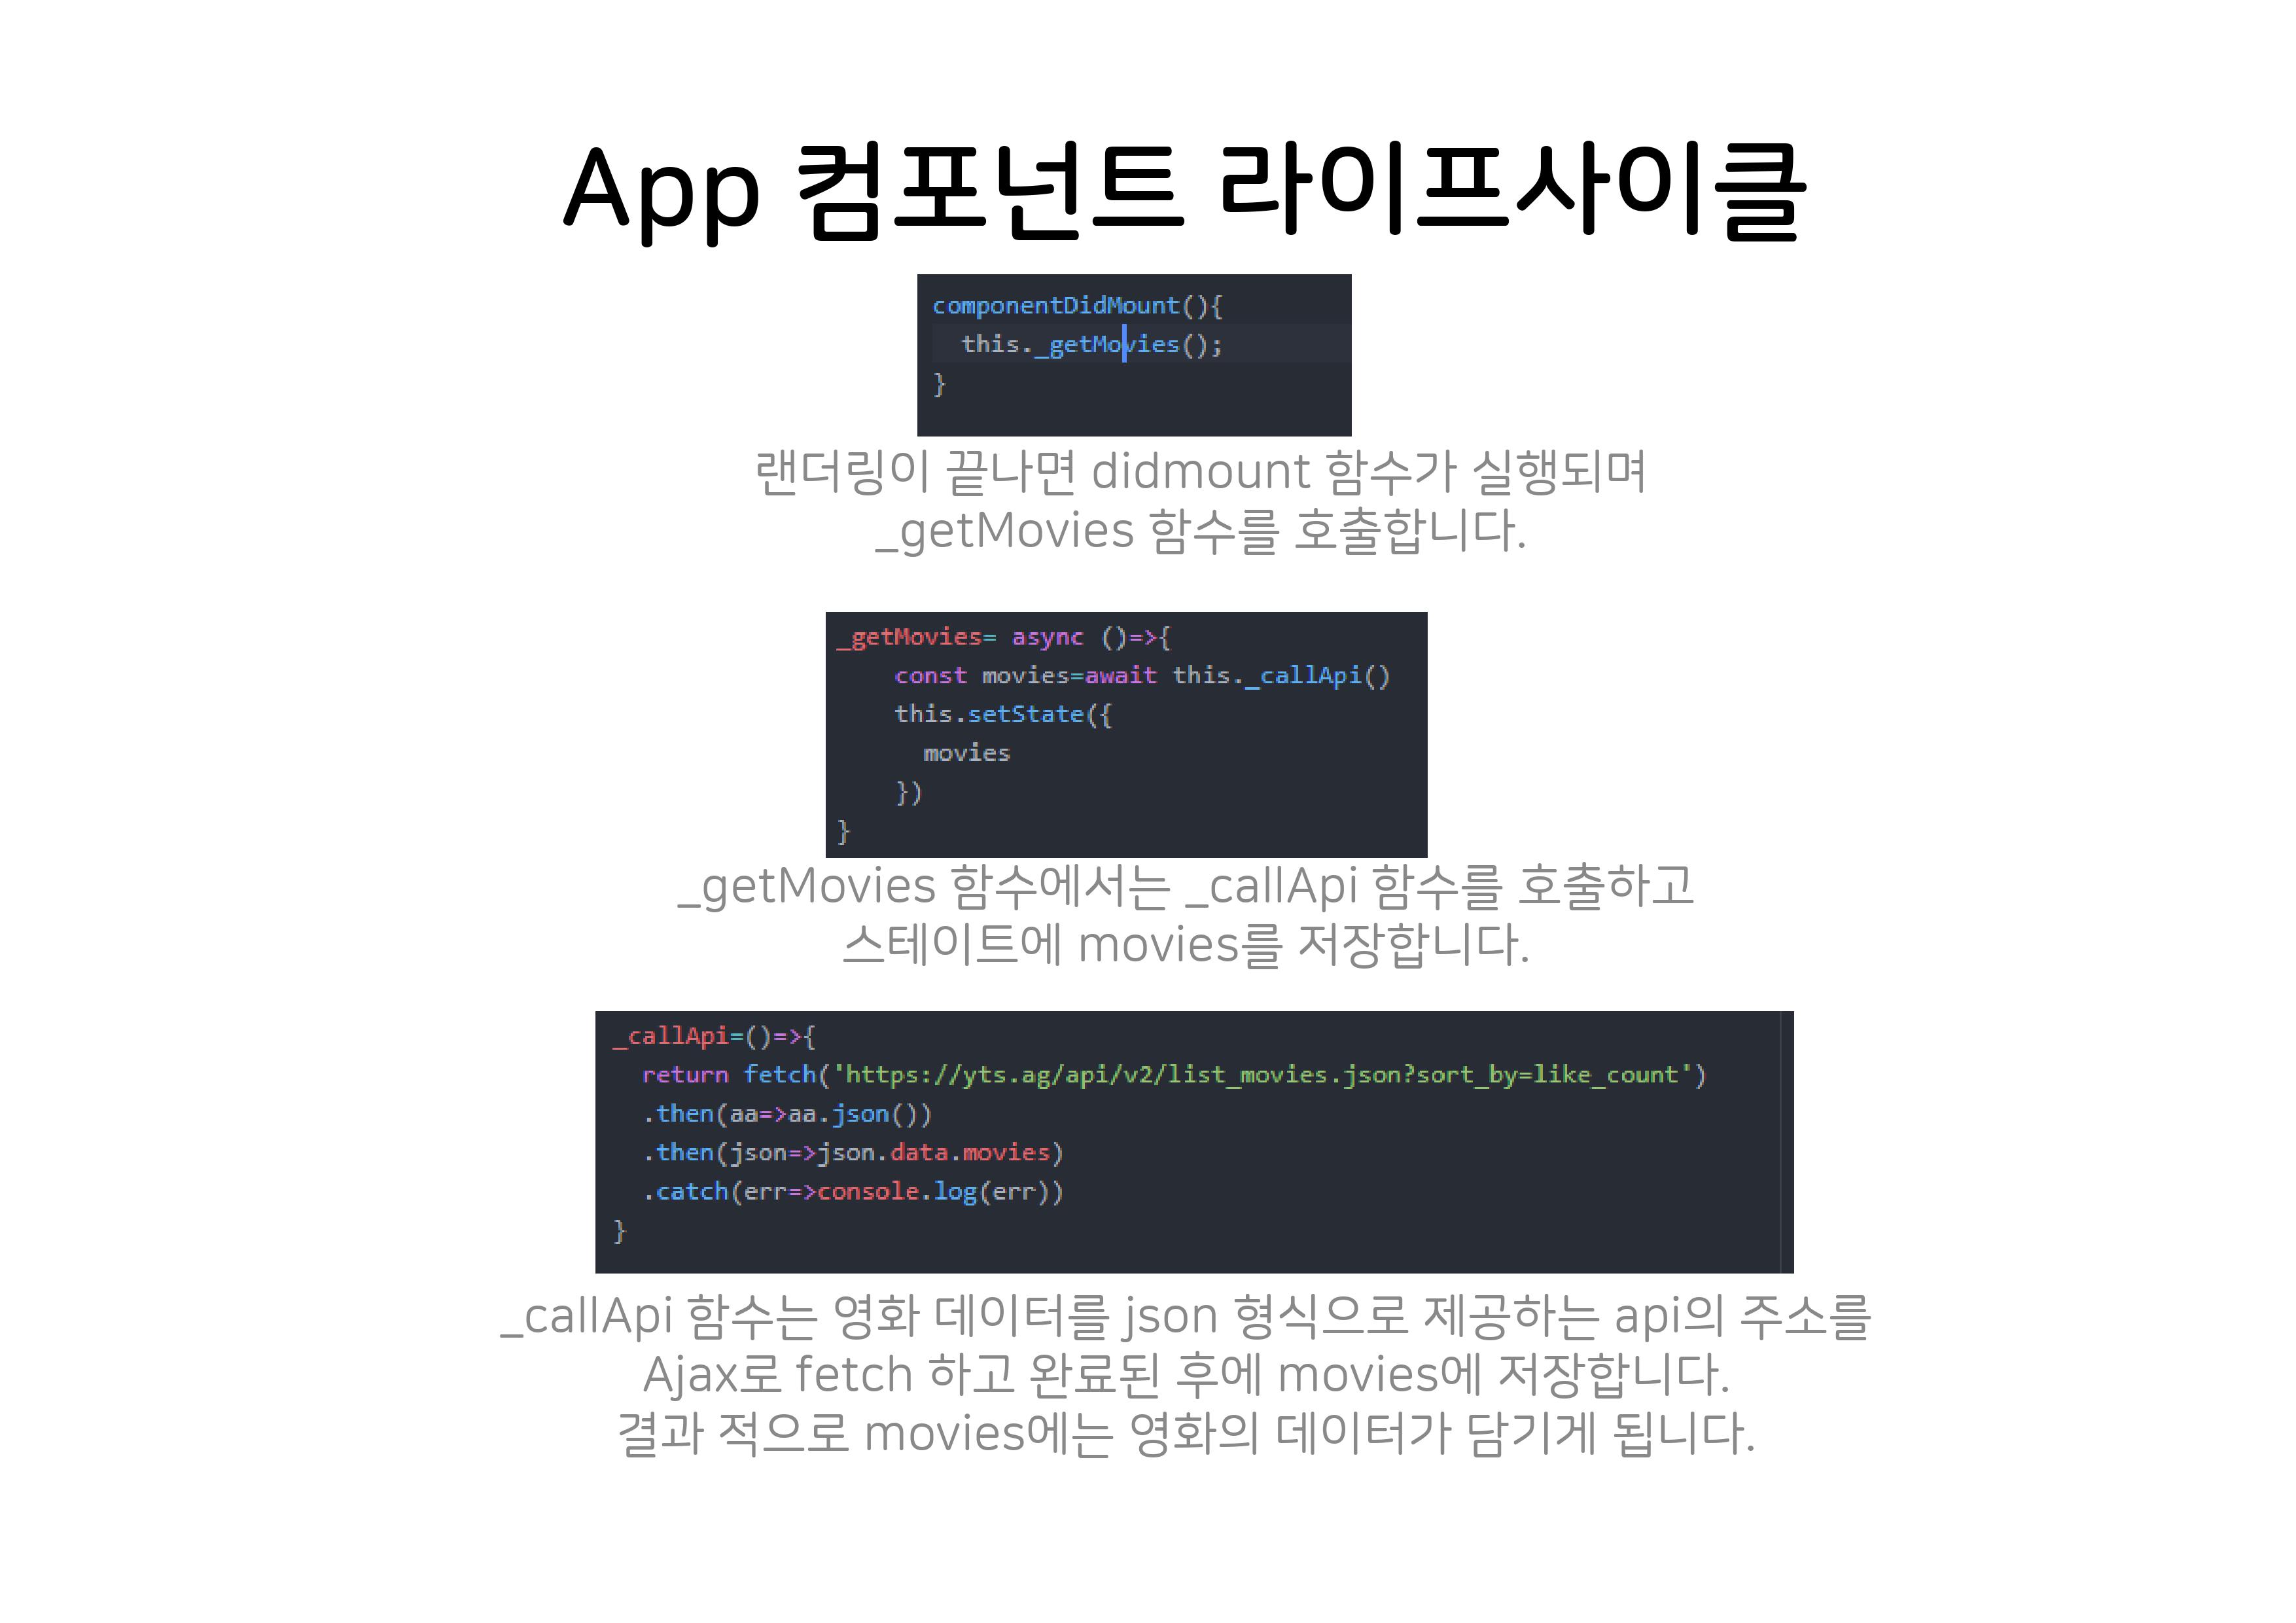 App 컴포넌트 라이프사이클
componentDidMount(){
this._getMovies();
}
랜더링이 끝나면 didmount 함수가 실행되며
_getMovies 함수를 호출합니다.
_getMovies= async ()=>{
const movies=await this._callApi()
this.setState({
movies
})
}
_getMovies 함수에서는 _callApi 함수를 호출하고
스테이트에 movies를 저장합니다.
_callApi=()=>{
return fetch('https://yts.ag/api/v2/list_movies.json?sort_by=like_count')
.then(aa=>aa.json())
.then(json=>json.data.movies)
.catch(err=>console.log(err))
}
_callApi 함수는 영화 데이터를 json 형식으로 제공하는 api의 주소를
Ajax로 fetch 하고 완료된 후에 movies에 저장합니다.
결과 적으로 movies에는 영화의 데이터가 담기게 됩니다.